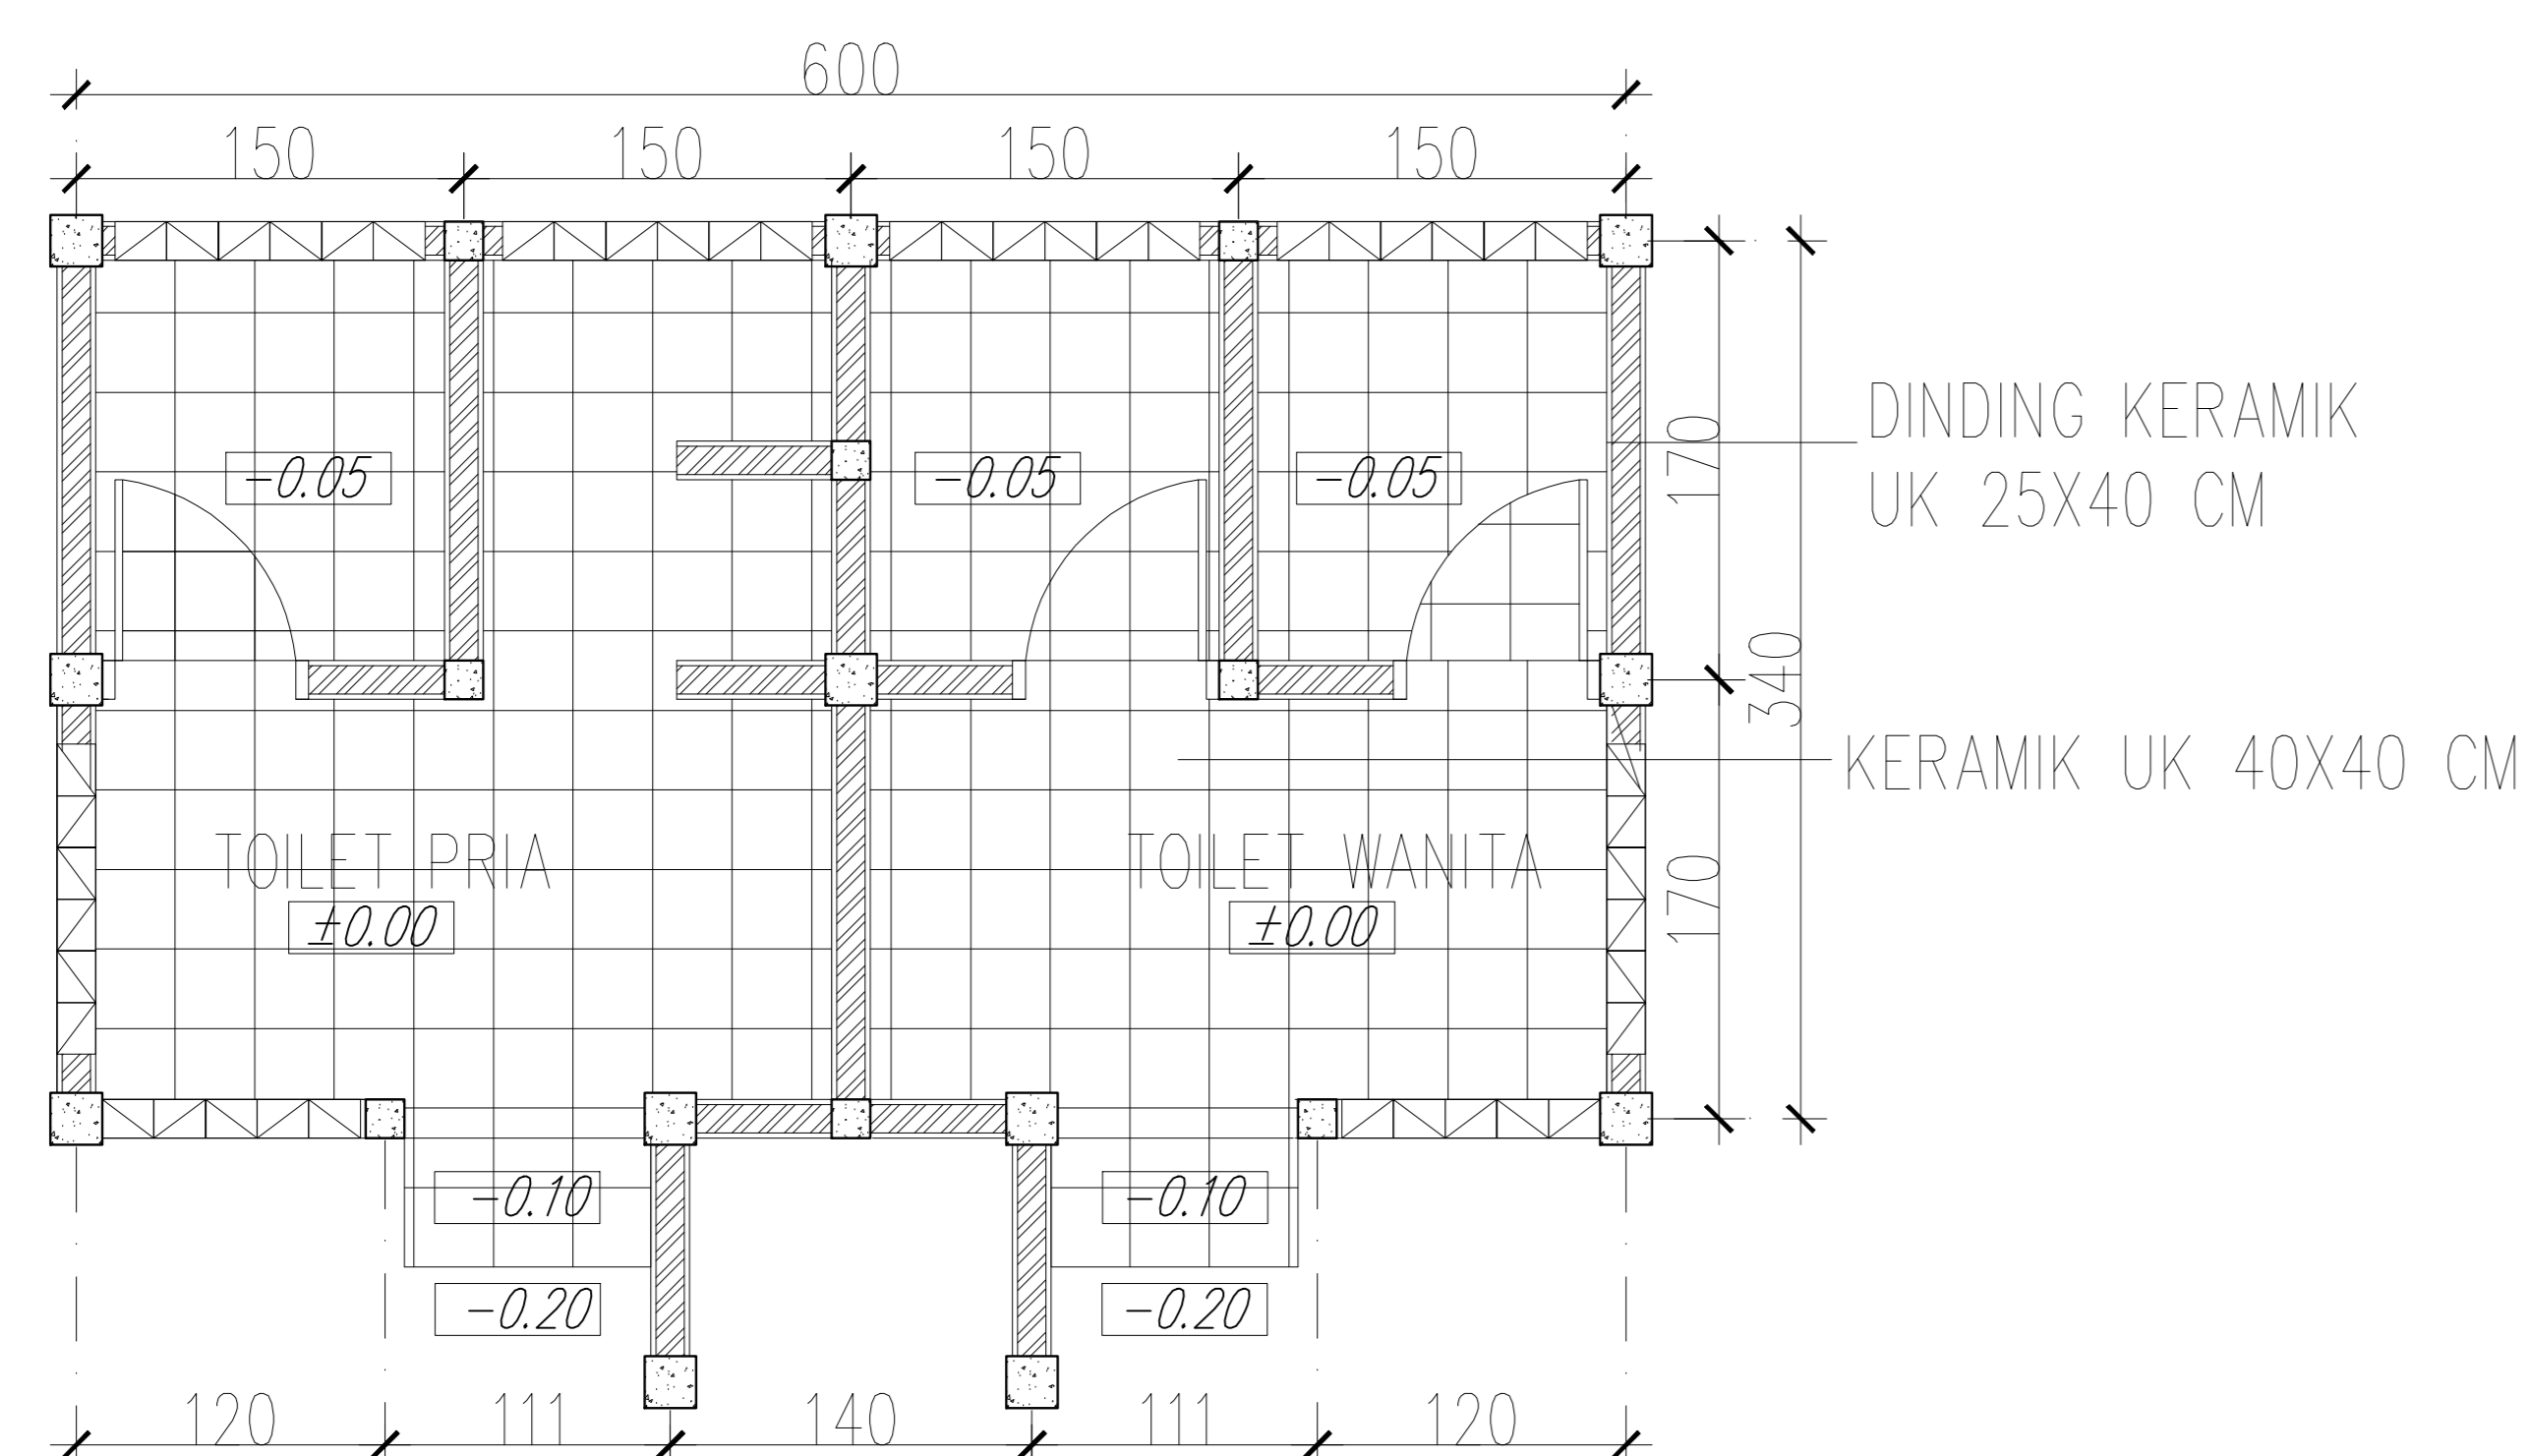 600
150 150 150 150
DINDING KERAMIK
UK 25X40 CM
170
-0.05 -0.05 -0.05
340
KERAMIK UK 40X40 CM
TOILET PRIA TOILET WANITA
±0.00 ±0.00
170
-0.10 -0.10
-0.20 -0.20
120 111 140 111 120